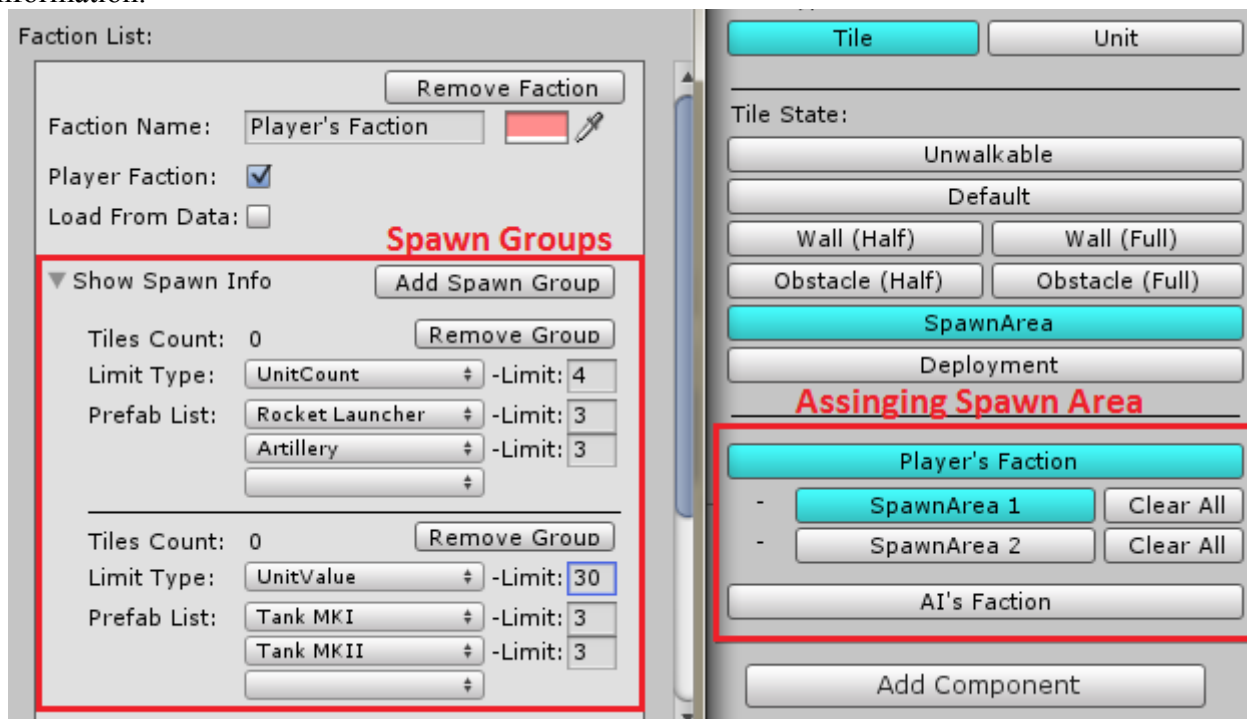 Faction List:
Remove Faction
Faction Name: Player's Faction
Player Faction:
Load From Data:
Spawn Groups
Show Spawn Info Add Spawn Group
Tiles Count: 0 Remove Group
Limit Type: UnitCount -Limit: 4
Prefab List: Rocket Launcher -Limit: 3
Artillery -Limit: 3
Tiles Count: 0 Remove Group
Limit Type: UnitValue -Limit: 30
Prefab List: Tank MKI -Limit: 3
Tank MKII -Limit: 3
Tile Unit
Tile State:
Unwalkable
Default
Wall (Half) Wall (Full)
Obstacle (Half) Obstacle (Full)
SpawnArea
Deployment
Assinging Spawn Area
Player's Faction
- SpawnArea 1 Clear All
- SpawnArea 2 Clear All
AI's Faction
Add Component